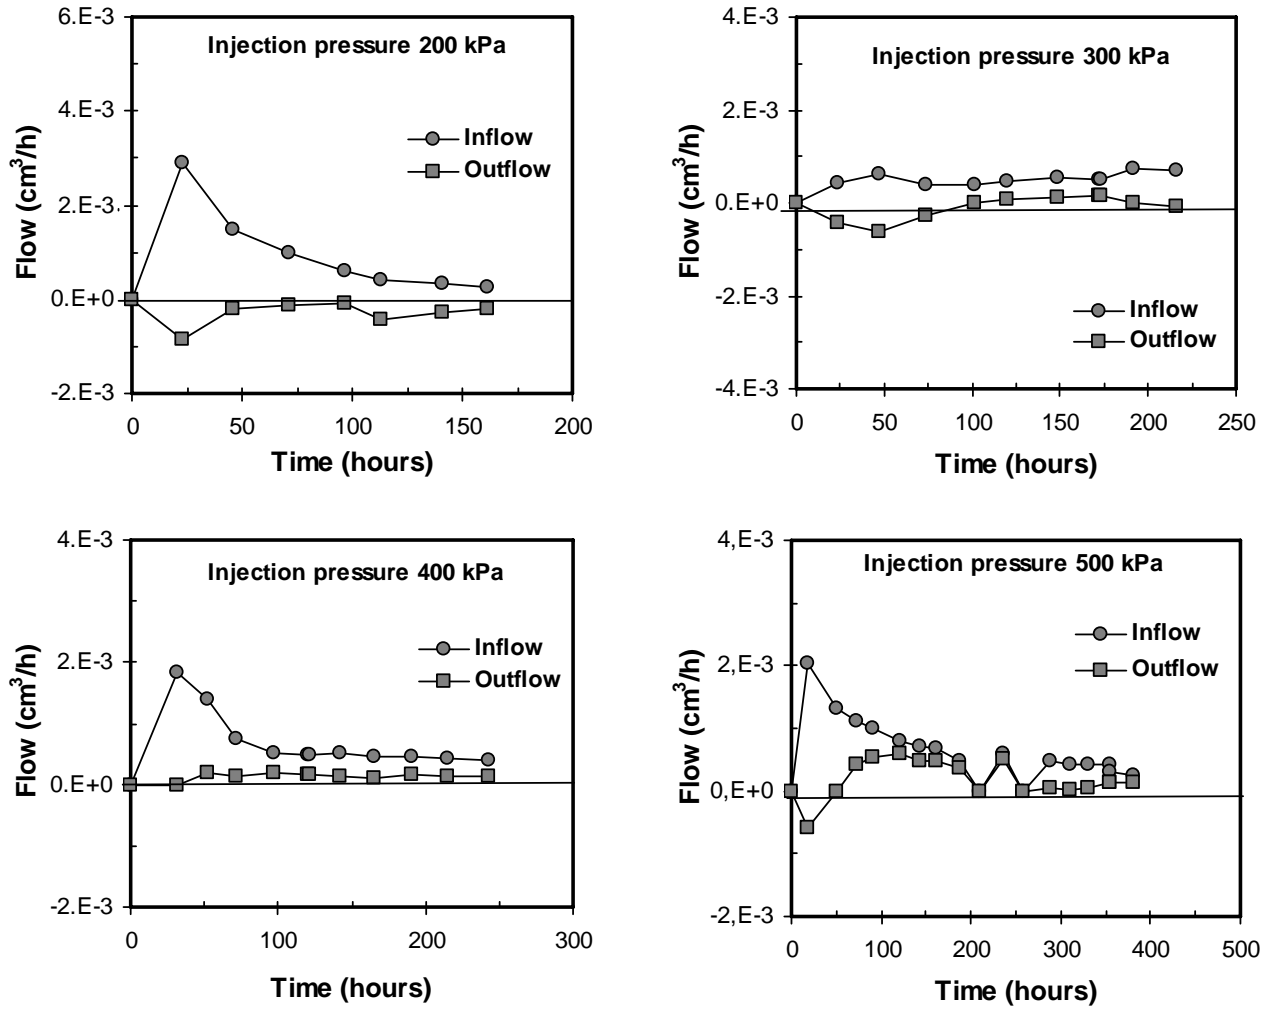 Injection pressure 200 kPa
6.E-3
4.E-3
2.E-3
0.E+0
-2.E-3
Flow (cm³/h)
Inflow
Outflow
0 50 100 150 200
Time (hours)
Injection pressure 300 kPa
4.E-3
2.E-3
0.E+0
-2.E-3
-4.E-3
Flow (cm³/h)
Inflow
Outflow
0 50 100 150 200 250
Time (hours)
Injection pressure 400 kPa
4.E-3
2.E-3
0.E+0
-2.E-3
Flow (cm³/h)
Inflow
Outflow
0 100 200 300
Time (hours)
Injection pressure 500 kPa
4,E-3
2,E-3
0,E+0
-2,E-3
Flow (cm³/h)
Inflow
Outflow
0 100 200 300 400 500
Time (hours)